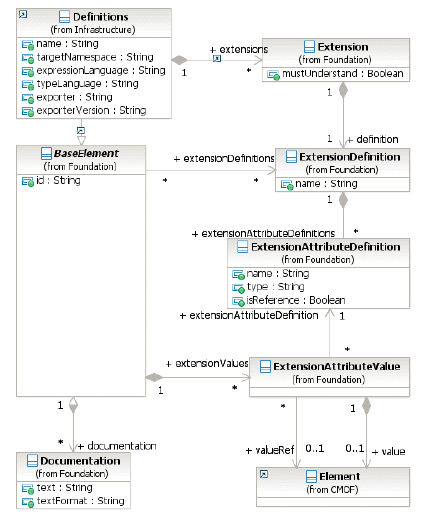 Definitions
(from Infrastructure)
name : String
targetNamespace : String
expressionLanguage : String
typeLanguage : String
exporter : String
exporterVersion : String
+ extensions
1
*
Extension
(from Foundation)
mustUnderstand : Boolean
1
1
+ definition
BaseElement
(from Foundation)
id : String
+ extensionDefinitions
*
*
ExtensionDefinition
(from Foundation)
name : String
1
+ extensionAttributeDefinitions
*
ExtensionAttributeDefinition
(from Foundation)
name : String
type : String
isReference : Boolean
+ extensionAttributeDefinition
1
*
+ extensionValues
1
*
ExtensionAttributeValue
(from Foundation)
1
*
+ documentation
*
1
+ valueRef
0..1
0..1
+ value
Documentation
(from Foundation)
text : String
textFormat : String
Element
(from CMOF)